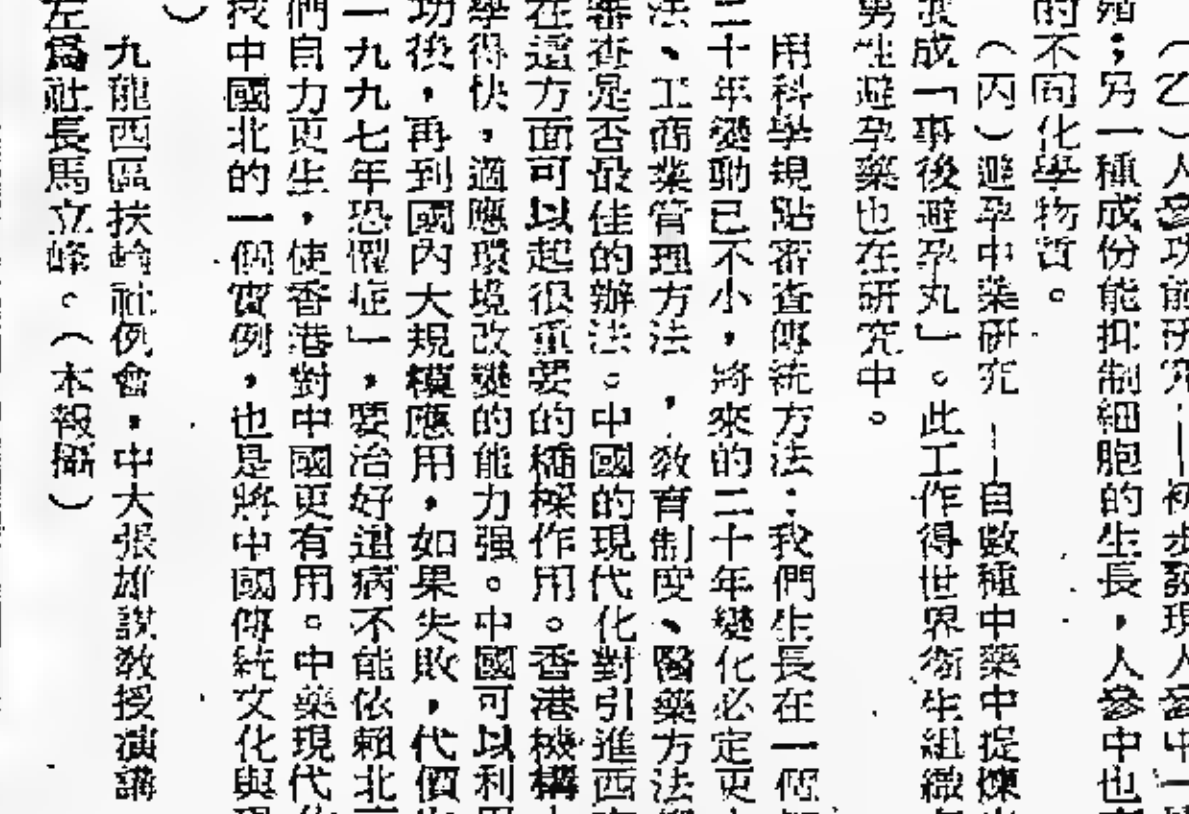 （乙）人參功能研究——初步發現人參中一
殖；另一種成份能抑制細胞的生長，人參中也
的不同化學物質。
（丙）避孕中藥研究——自數種中藥中提煉
成「事後避孕丸」。此工作得世界衛生組織
男性避孕藥也在研究中。
用科學規點審查傳統方法：我們生長在一個
二十年變動已不小，將來的二十年變化必定更
法、工商業管理方法，教育制度、醫藥方法
審查是否最佳的辦法。中國的現代化對引進西
在這方面可以起很重要的橋樑作用。香港機構
學得快，適應環境改變的能力强。中國可以利
功後，再到國內大規模應用，如果失敗，代價
一九九七年恐懼症」，要治好這病不能依賴北
們自力更生，使香港對中國更有用。中藥現代
找中國北的一個實例，也是將中國傳統文化與
）
九龍西區扶輪社例會，中大張雄謀教授演講
左爲社長馬立峰。（本報攝）